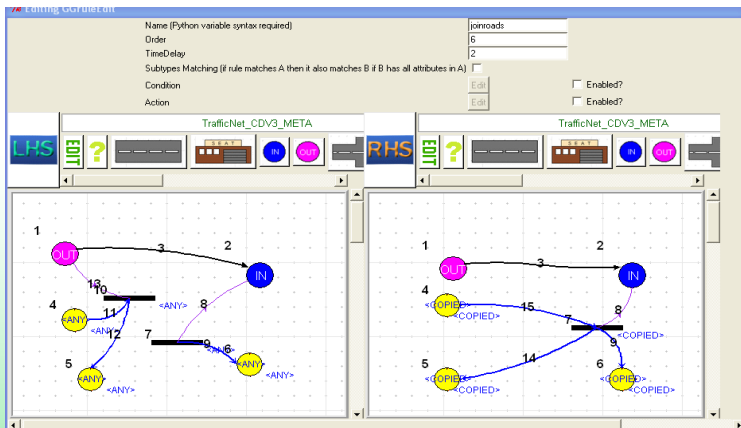 Editing GGruleEdit
Name (Python variable syntax required) joinroads
Order 6
TimeDelay 2
Subtypes Matching (if rule matches A then it also matches B if B has all attributes in A)
Condition Edit Enabled?
Action Edit Enabled?
TrafficNet_CDV3_META TrafficNet_CDV3_META
LHS EDIT ? SEAT IN OUT RHS EDIT ? SEAT IN OUT
1 OUT 3 2 IN
13 10 <ANY> 8
4 <ANY> <ANY> 11
12 7 <ANY> 9 6 <ANY>
5 <ANY> <ANY> <ANY>
1 OUT 3 2 IN
4 <COPIED> <COPIED> 15 7 8 <COPIED>
14 9
5 <COPIED> <COPIED> 6 <COPIED> <COPIED>